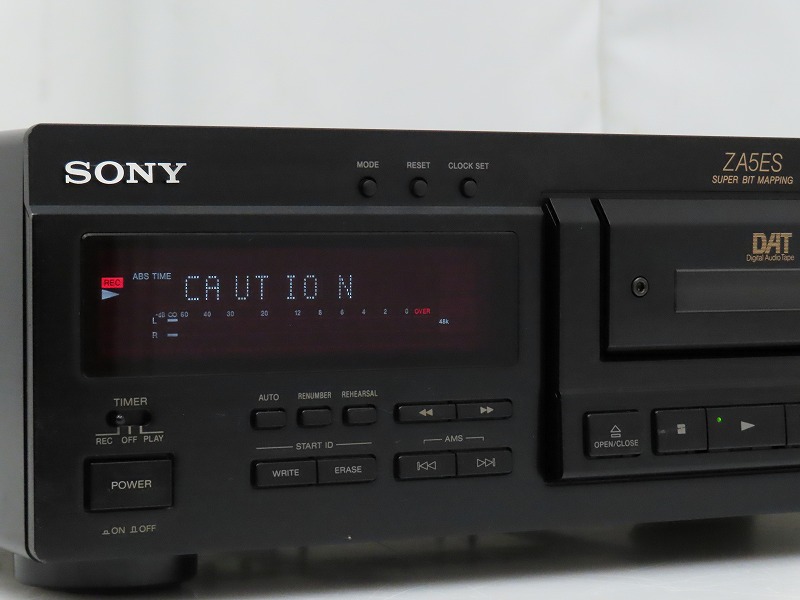 SONY
MODE RESET CLOCK SET
ZA5ES
SUPER BIT MAPPING
DAT
Digital Audio Tape
REC ABS TIME CAUTION
-dB ∞ 60 40 30 20 12 8 6 4 2 0 OVER
L
R
48k
TIMER
REC OFF PLAY
AUTO RENUMBER REHEARSAL
START ID
WRITE ERASE
AMS
OPEN/CLOSE
POWER
ON OFF